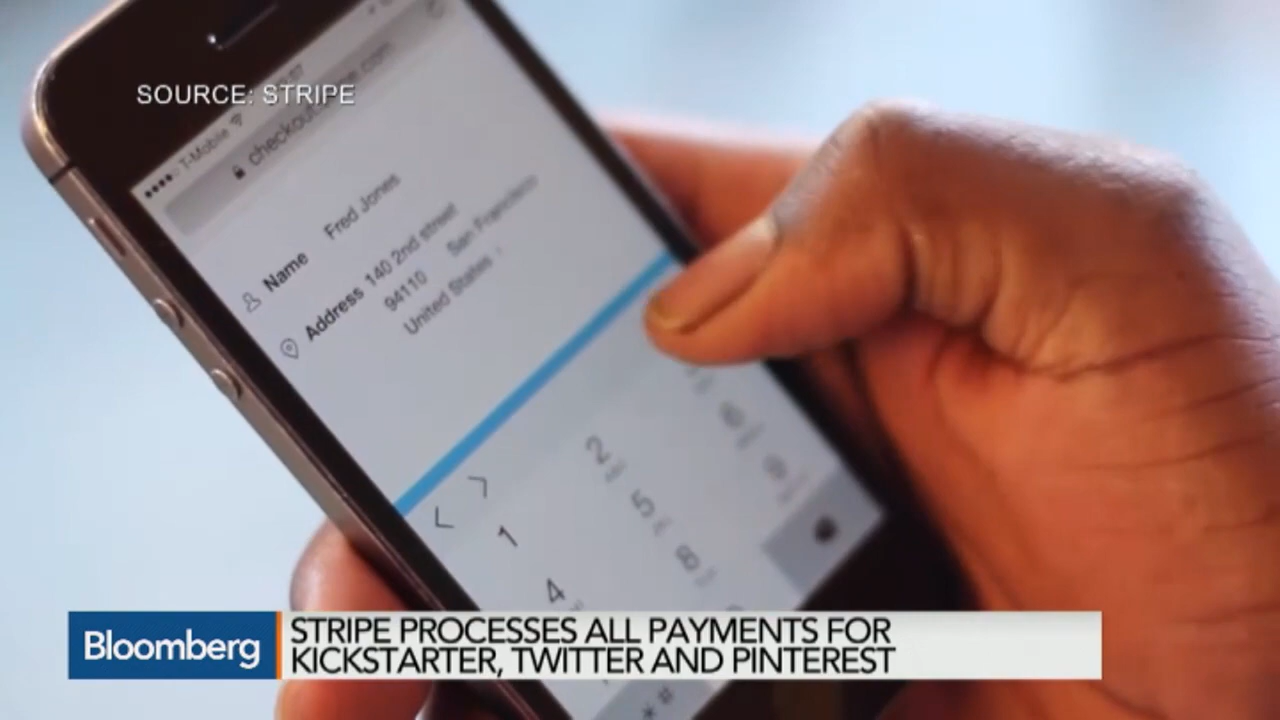 SOURCE: STRIPE
T-Mobile
Name Fred Jones
Address 140 2nd street
94110 San Francisco
United States
1
2
4
5
8
* #
Bloomberg
STRIPE PROCESSES ALL PAYMENTS FOR
KICKSTARTER, TWITTER AND PINTEREST